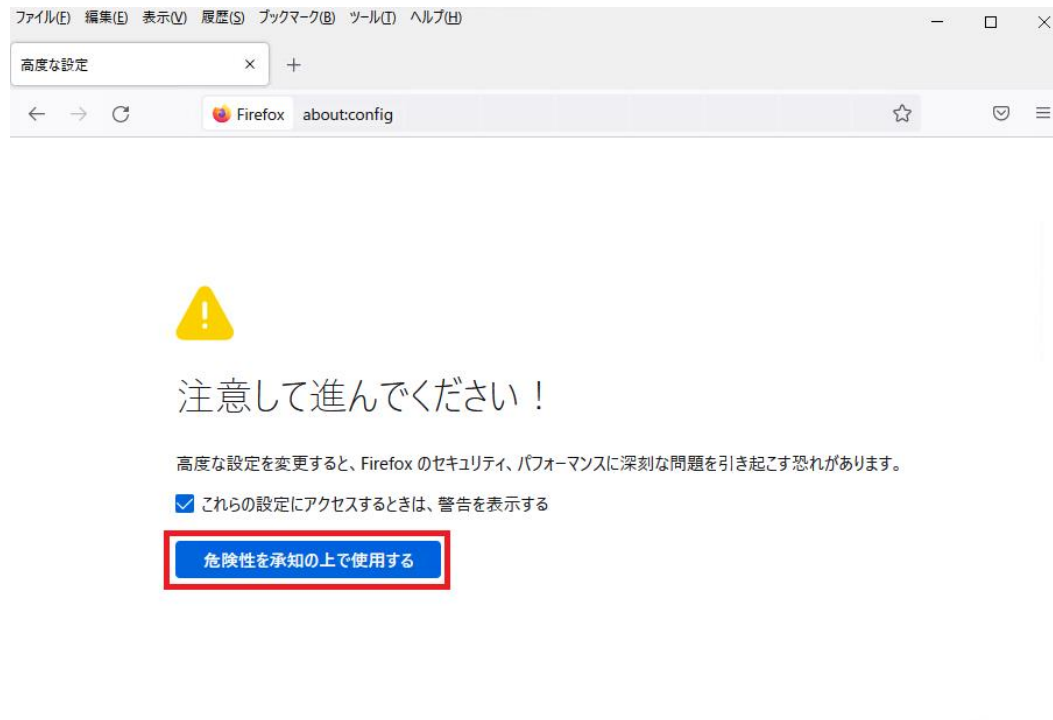 ファイル(F) 編集(E) 表示(V) 履歴(S) ブックマーク(B) ツール(T) ヘルプ(H)
高度な設定
Firefox about:config
注意して進んでください！
高度な設定を変更すると、Firefox のセキュリティ、パフォーマンスに深刻な問題を引き起こす恐れがあります。
これらの設定にアクセスするときは、警告を表示する
危険性を承知の上で使用する